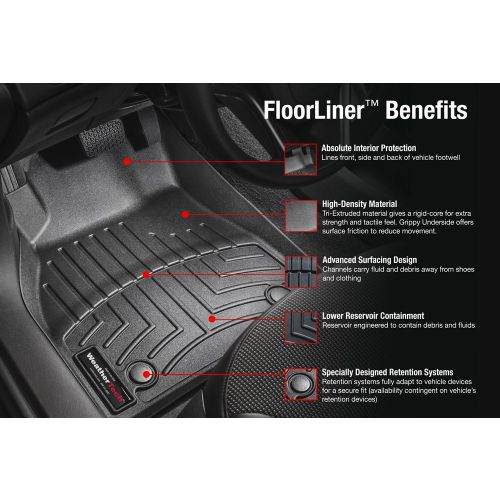 FloorLiner™ Benefits
Absolute Interior Protection
Lines front, side and back of vehicle footwell
High-Density Material
Tri-Extruded material gives a rigid-core for extra
strength and tactile feel. Grippy Underside offers
surface friction to reduce movement.
Advanced Surfacing Design
Channels carry fluid and debris away from shoes
and clothing
Lower Reservoir Containment
Reservoir engineered to contain debris and fluids
Specially Designed Retention Systems
Retention systems fully adapt to vehicle devices
for a secure fit (availability contingent on vehicle's
retention devices)
WeatherTech